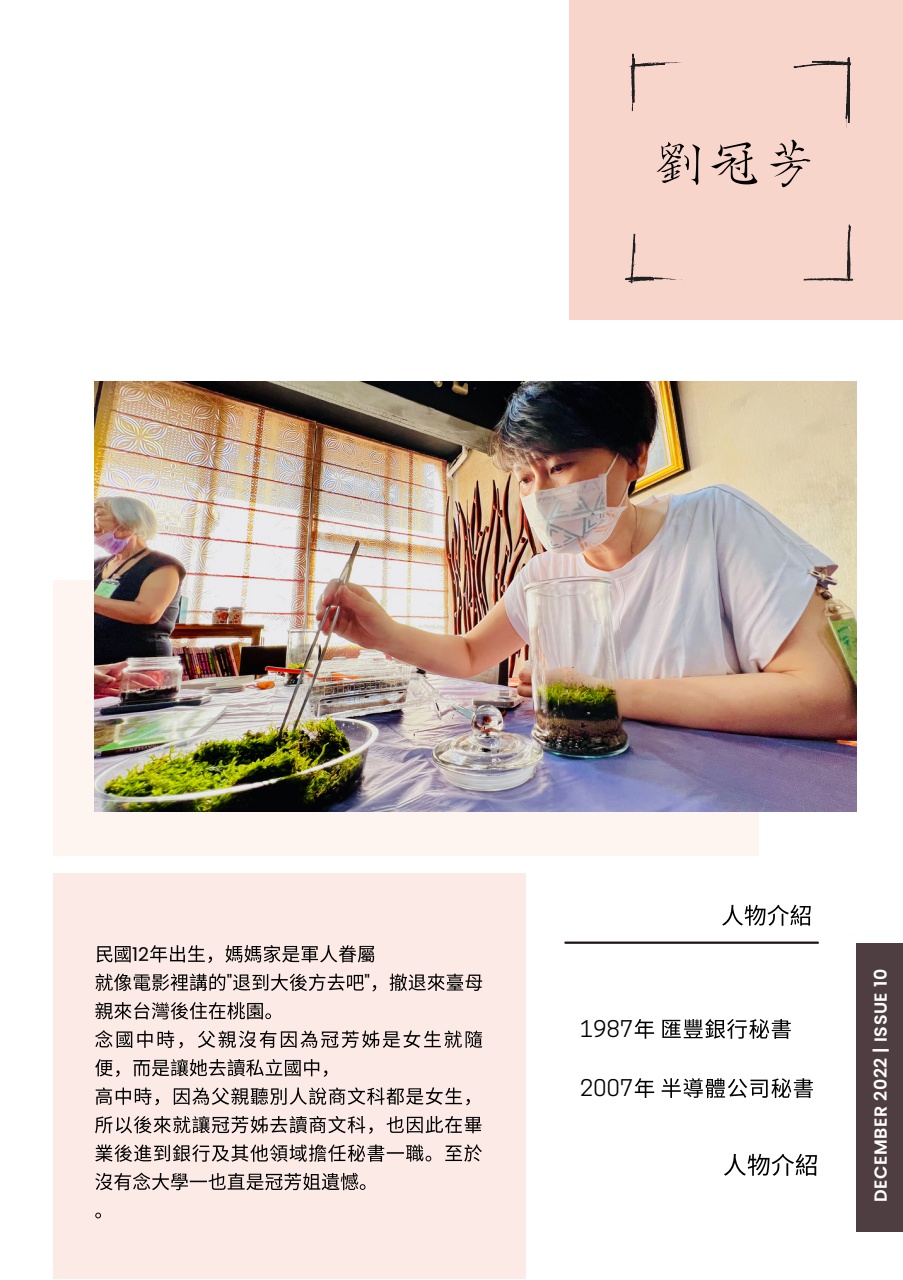 劉冠芳
民國12年出生，媽媽家是軍人眷屬
就像電影裡講的"退到大後方去吧"，撤退來臺母
親來台灣後住在桃園。
念國中時，父親沒有因為冠芳姊是女生就隨
便，而是讓她去讀私立國中，
高中時，因為父親聽別人說商文科都是女生，
所以後來就讓冠芳姊去讀商文科，也因此在畢
業後進到銀行及其他領域擔任秘書一職。至於
沒有念大學一也直是冠芳姐遺憾。
。
人物介紹
1987年 匯豐銀行秘書
2007年 半導體公司秘書
人物介紹
DECEMBER 2022 | ISSUE 10